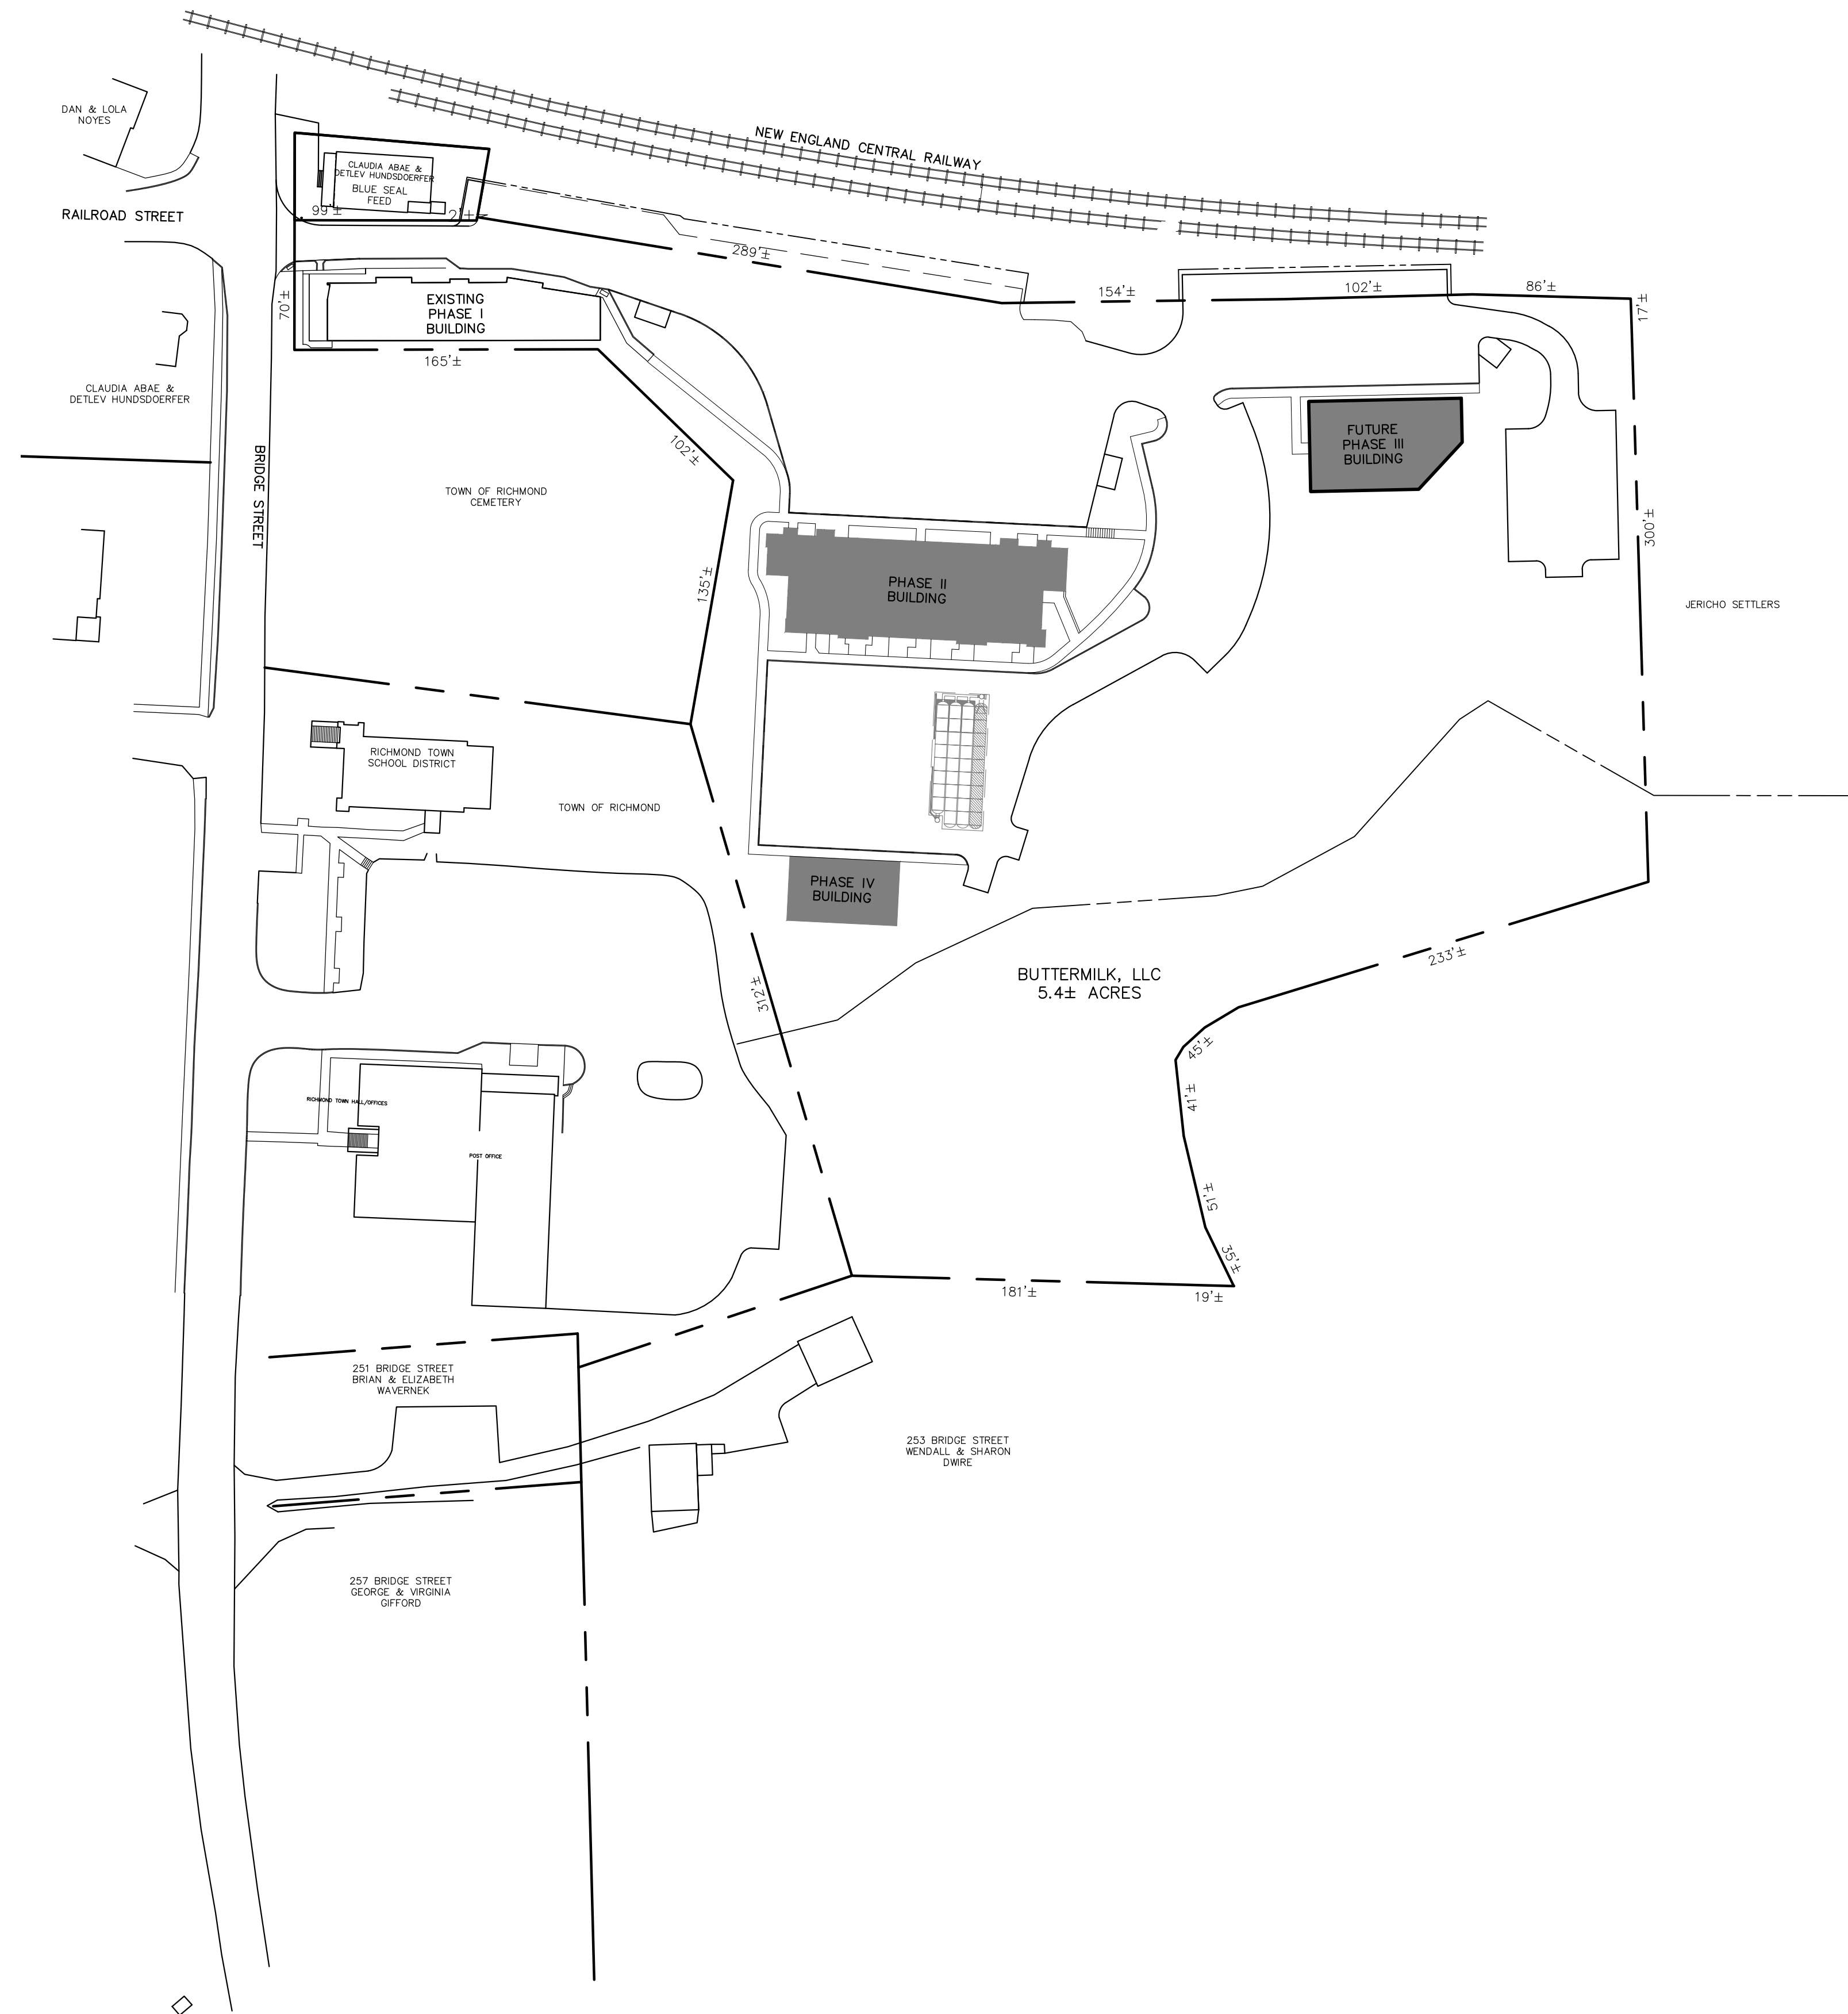 DAN & LOLA
NOYES
NEW ENGLAND CENTRAL RAILWAY
CLAUDIA ABAE &
DETLEV HUNDSDOERFER
BLUE SEAL
FEED
RAILROAD STREET
99'±
21'±
289'±
154'±
102'±
86'±
17'±
70'±
EXISTING
PHASE I
BUILDING
165'±
CLAUDIA ABAE &
DETLEV HUNDSDOERFER
BRIDGE STREET
102'±
FUTURE
PHASE III
BUILDING
TOWN OF RICHMOND
CEMETERY
300'±
135'±
PHASE II
BUILDING
JERICHO SETTLERS
RICHMOND TOWN
SCHOOL DISTRICT
TOWN OF RICHMOND
PHASE IV
BUILDING
233'±
BUTTERMILK, LLC
5.4± ACRES
312'±
45'±
41'±
RICHMOND TOWN HALL/OFFICES
POST OFFICE
51'±
35'±
181'±
19'±
251 BRIDGE STREET
BRIAN & ELIZABETH
WAVERNEK
253 BRIDGE STREET
WENDALL & SHARON
DWIRE
257 BRIDGE STREET
GEORGE & VIRGINIA
GIFFORD